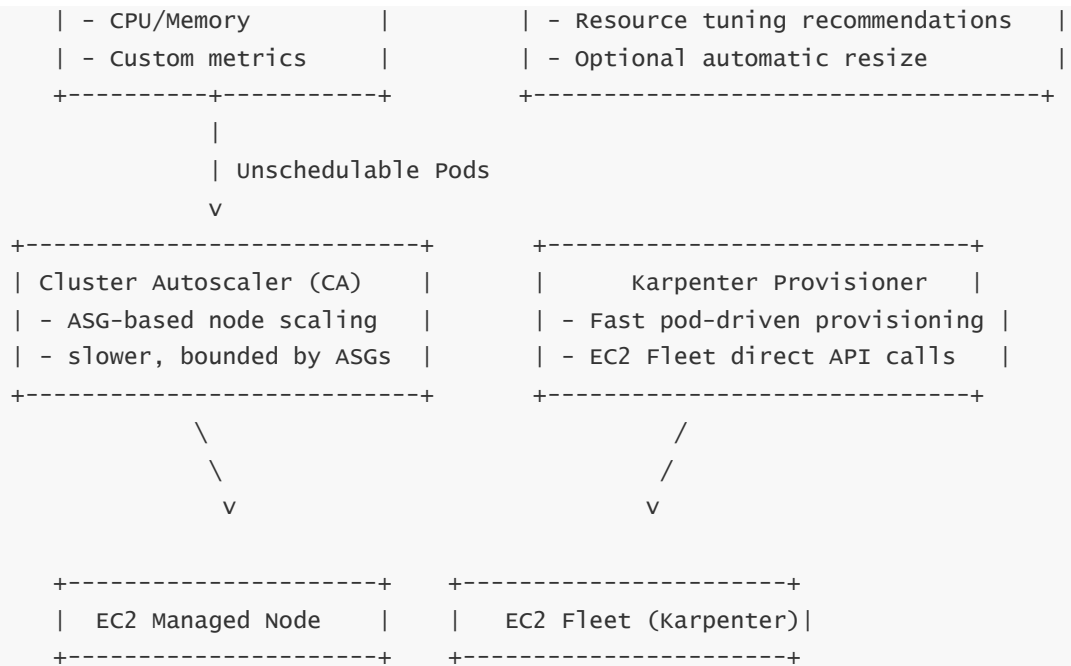 | - CPU/Memory          |         | - Resource tuning recommendations   |
| - Custom metrics      |         | - Optional automatic resize         |
+----------+-----------+         +------------------------------------+
|
| Unschedulable Pods
v
+----------------------------+       +------------------------------+
| Cluster Autoscaler (CA)    |       |      Karpenter Provisioner   |
| - ASG-based node scaling   |       | - Fast pod-driven provisioning |
| - slower, bounded by ASGs  |       | - EC2 Fleet direct API calls   |
+----------------------------+       +------------------------------+
\                                 /
\                               /
v                             v
+----------------------+    +-----------------------+
|  EC2 Managed Node     |    |   EC2 Fleet (Karpenter)|
+----------------------+    +-----------------------+